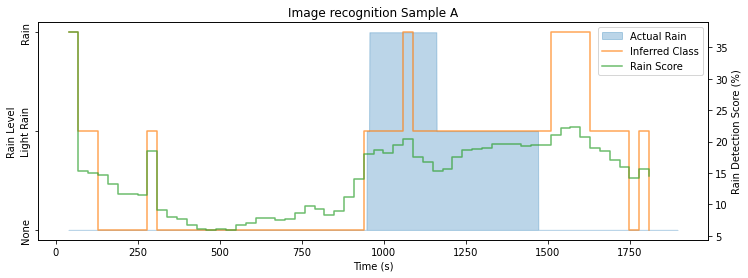 Image recognition Sample A
Rain
Light Rain
None
Rain Level
Actual Rain
Inferred Class
Rain Score
35
30
25
20
15
10
5
Rain Detection Score (%)
0
250
500
750
1000
1250
1500
1750
Time (s)